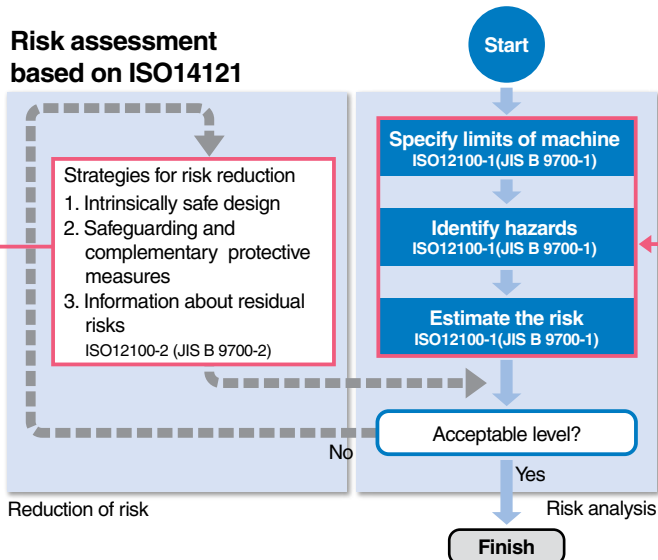 Risk assessment
based on ISO14121
Start
Strategies for risk reduction
1. Intrinsically safe design
2. Safeguarding and
complementary protective
measures
3. Information about residual
risks
ISO12100-2 (JIS B 9700-2)
Specify limits of machine
ISO12100-1(JIS B 9700-1)
Identify hazards
ISO12100-1(JIS B 9700-1)
Estimate the risk
ISO12100-1(JIS B 9700-1)
Acceptable level?
No
Yes
Reduction of risk
Risk analysis
Finish